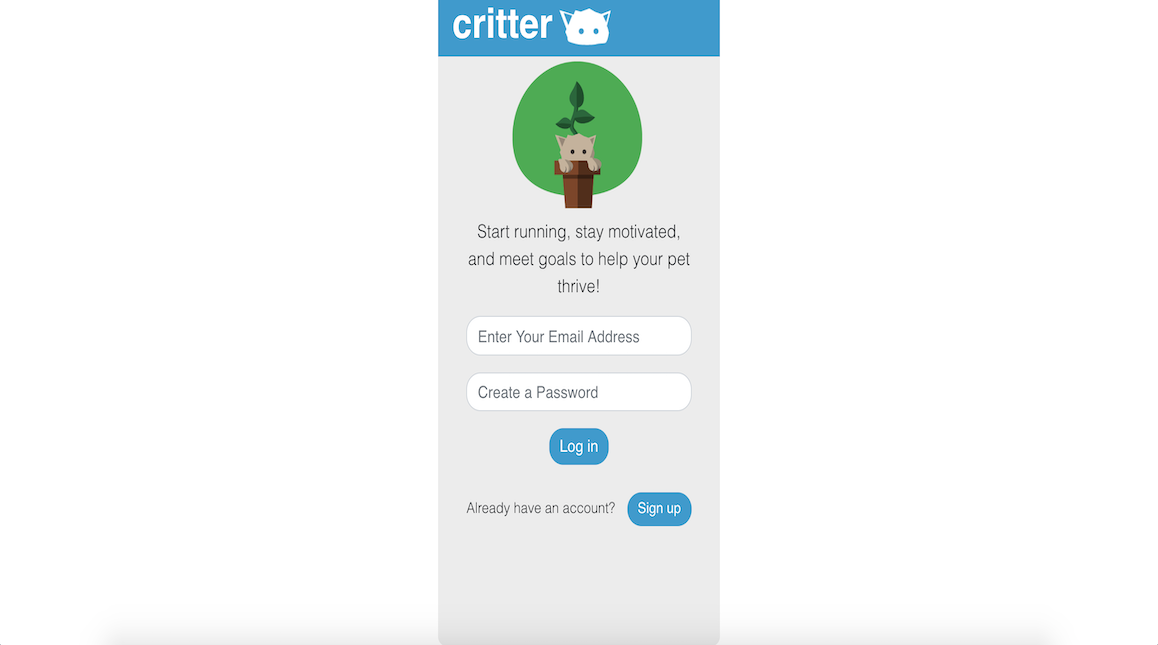 critter
Start running, stay motivated,
and meet goals to help your pet
thrive!
Enter Your Email Address
Create a Password
Log in
Already have an account? Sign up